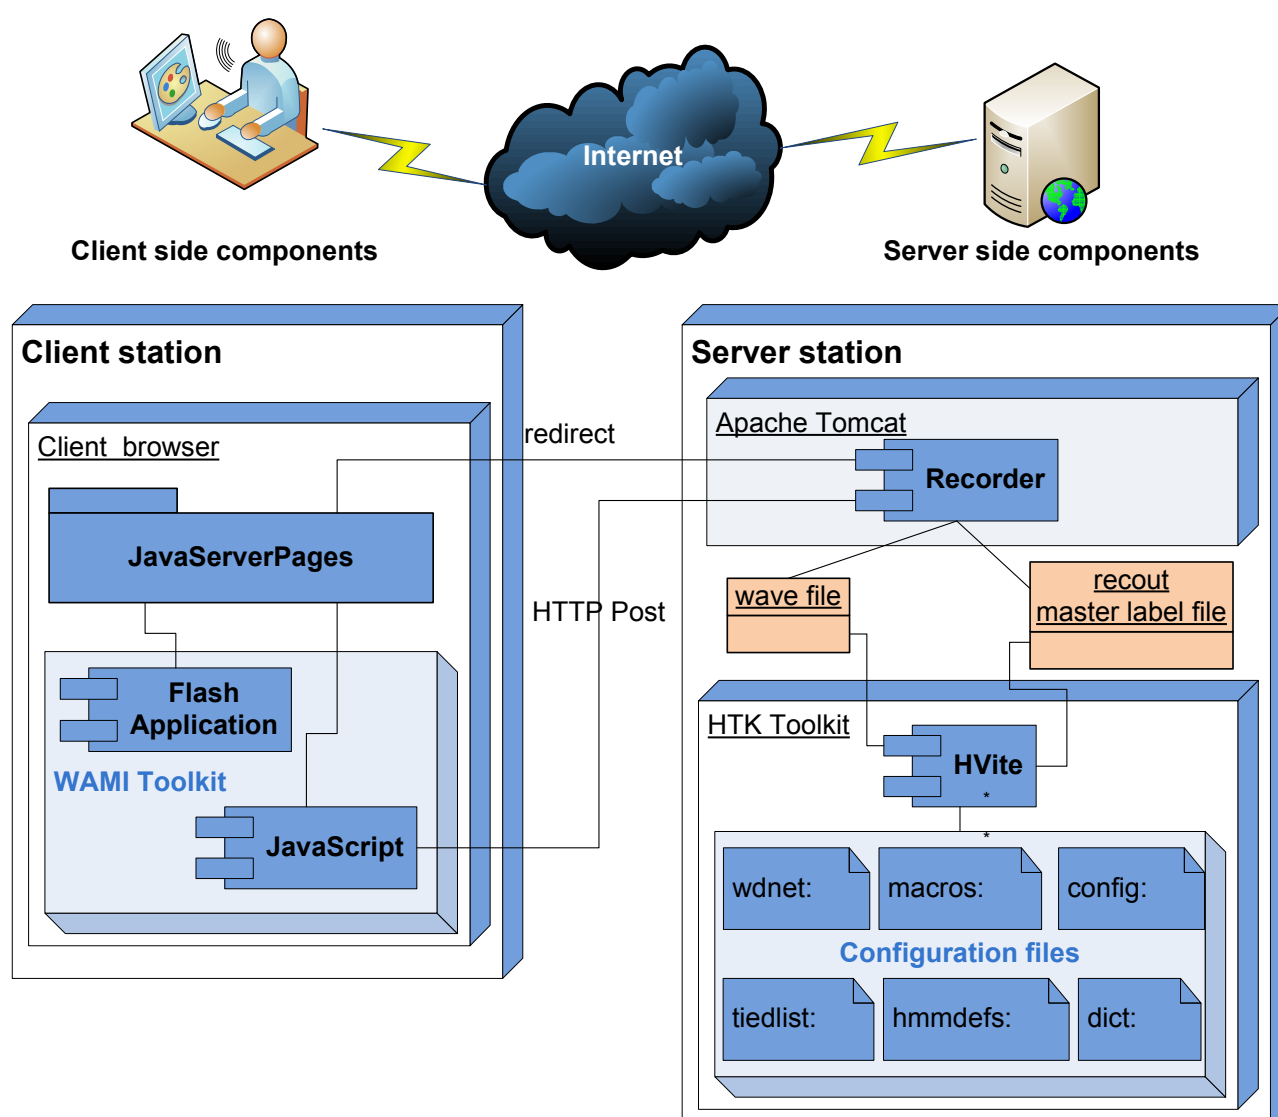 Internet
Client side components
Server side components
Client station
Server station
Client browser
redirect
Apache Tomcat
Recorder
JavaServerPages
HTTP Post
wave file
recout
master label file
Flash
Application
WAMI Toolkit
JavaScript
HTK Toolkit
HVite
*
*
wdnet:
macros:
config:
Configuration files
tiedlist:
hmmdefs:
dict: